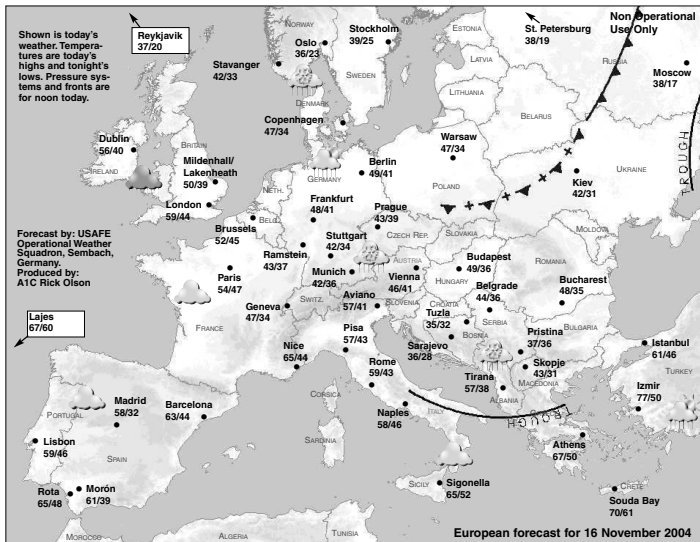 Shown is today's
weather. Tempera-
tures are today's
highs and tonight's
lows. Pressure sys-
tems and fronts are
for noon today.
Reykjavik
37/20
NORWAY
Oslo
36/23
Stockholm
39/25
SWEDEN
Stavanger
42/33
ESTONIA
LATVIA
LITHUANIA
St. Petersburg
38/19
Non Operational
Use Only
RUSSIA
Moscow
38/17
DENMARK
Copenhagen
47/34
BELARUS
Dublin
56/40
IRELAND
BRITAIN
Mildenhall/
Lakenheath
50/39
London
59/44
NETH.
GERMANY
Berlin
49/41
Warsaw
47/34
POLAND
Kiev
42/31
UKRAINE
TROUGH
Brussels
52/45
BELG.
Frankfurt
48/41
Prague
43/39
CZECH REP.
SLOVAKIA
MOLDOVA
Forecast by: USAFE
Operational Weather
Squadron, Sembach,
Germany.
Produced by:
A1C Rick Olson
Ramstein
43/37
Stuttgart
42/34
Munich
42/36
AUSTRIA
Vienna
46/41
Budapest
49/36
HUNGARY
ROMANIA
Paris
54/47
FRANCE
Geneva
47/34
SWITZ.
Aviano
57/41
SLOVENIA
CROATIA
Belgrade
44/36
SERBIA
Bucharest
48/35
Lajes
67/60
Tuzla
35/32
BOSNIA
Sarajevo
36/28
Pristina
37/36
BULGARIA
Istanbul
61/46
Nice
65/44
Pisa
57/43
Rome
59/43
Skopje
43/31
MACEDONIA
Tirana
57/38
ALBANIA
TURKEY
Izmir
77/50
CORSICA
Madrid
58/32
Barcelona
63/44
PORTUGAL
Lisbon
59/46
SPAIN
SARDINIA
Naples
58/46
ITALY
TROUGH
GREECE
Athens
67/50
Rota
65/48
Morón
61/39
SICILY
Sigonella
65/52
CRETE
Souda Bay
70/61
MOROCCO
ALGERIA
TUNISIA
European forecast for 16 November 2004